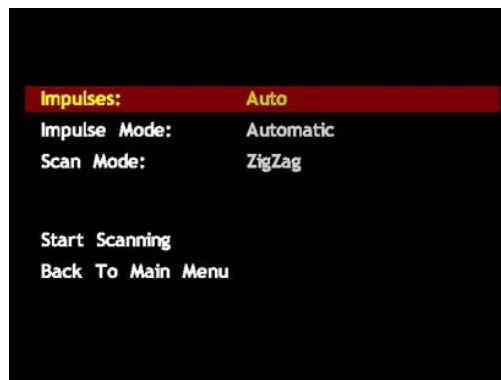 Impulses: Auto
Impulse Mode: Automatic
Scan Mode: ZigZag
Start Scanning
Back To Main Menu